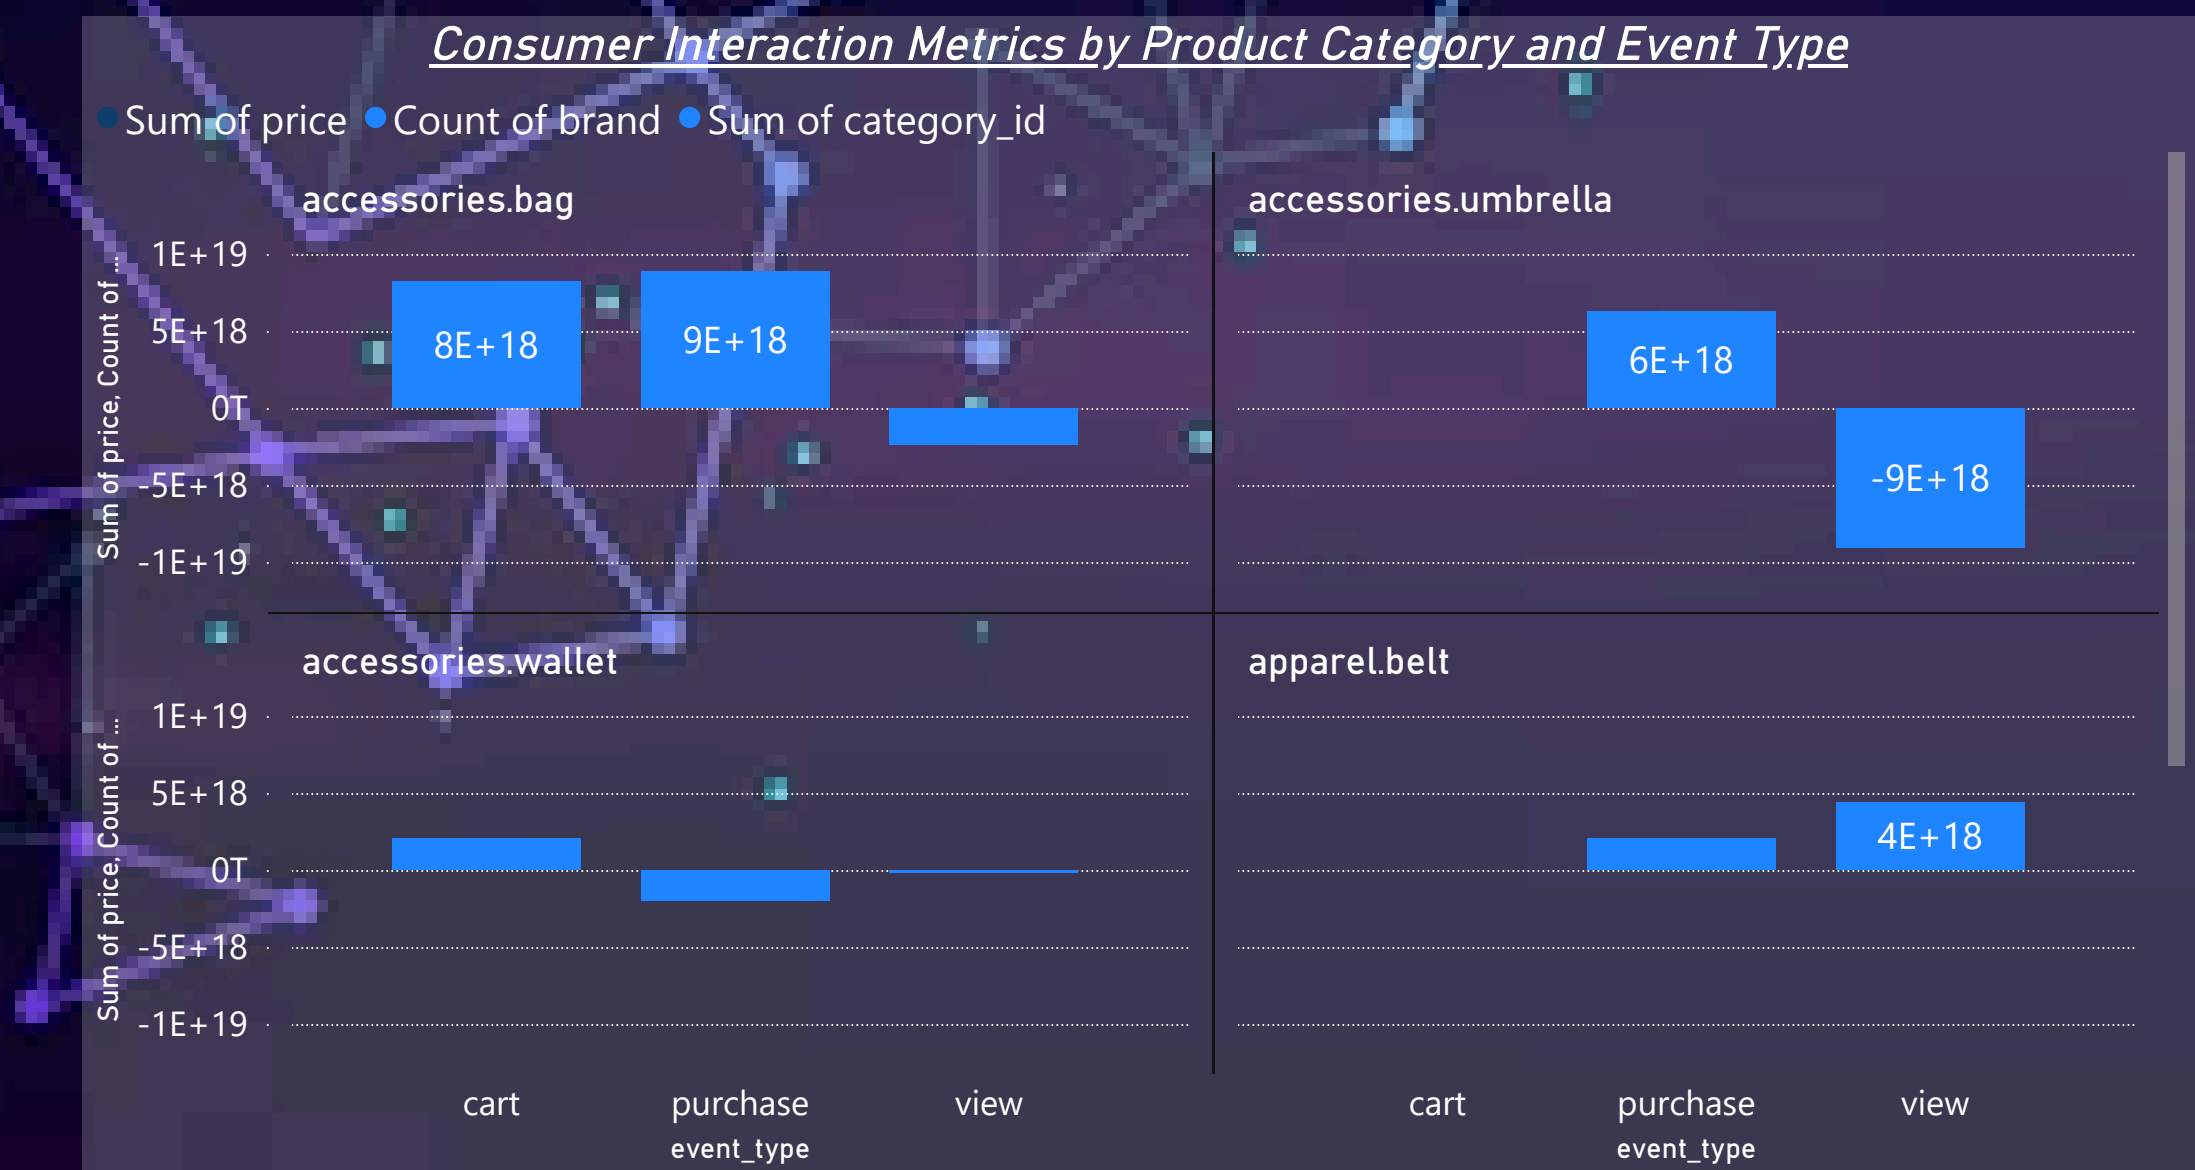 Consumer Interaction Metrics by Product Category and Event Type
Sum of price Count of brand Sum of category_id
accessories.bag
accessories.umbrella
Sum of price, Count of ...
1E+19
5E+18
0T
-5E+18
-1E+19
8E+18
9E+18
6E+18
-9E+18
accessories.wallet
apparel.belt
Sum of price, Count of ...
1E+19
5E+18
0T
-5E+18
-1E+19
4E+18
cart purchase view
cart purchase view
event_type
event_type